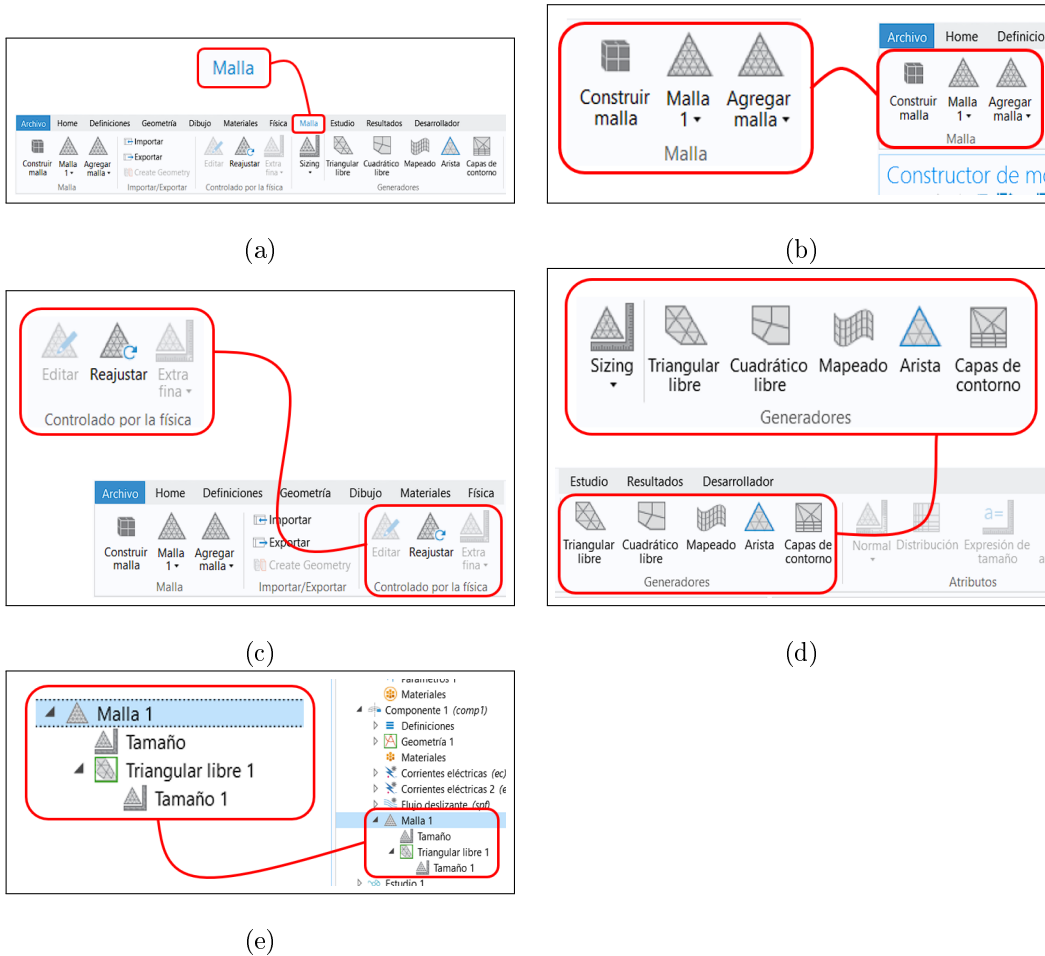 Malla
Archivo Home Definiciones Geometría Dibujo Materiales Física Malla Estudio Resultados Desarrollador
Construir malla
Malla 1
Agregar malla
Importar
Exportar
Create Geometry
Editar
Reajustar
Extra fina
Sizing
Triangular libre
Cuadrático libre
Mapeado
Arista
Capas de contorno
Malla Importar/Exportar Controlado por la física Generadores
(a)
Construir malla
Malla 1
Agregar malla
Malla
Archivo Home Definicio
Construir malla
Malla 1
Agregar malla
Malla
Constructor de mo
(b)
Editar
Reajustar
Extra fina
Controlado por la física
Archivo Home Definiciones Geometría Dibujo Materiales Física
Construir malla
Malla 1
Agregar malla
Importar
Exportar
Create Geometry
Editar
Reajustar
Extra fina
Malla Importar/Exportar Controlado por la física
(c)
Sizing
Triangular libre
Cuadrático libre
Mapeado
Arista
Capas de contorno
Generadores
Estudio Resultados Desarrollador
Triangular libre
Cuadrático libre
Mapeado
Arista
Capas de contorno
Normal
Distribución
a=
Expresión de tamaño
a
Generadores Atributos
(d)
Malla 1
Tamaño
Triangular libre 1
Tamaño 1
Parámetros 1
Materiales
Componente 1 (comp1)
Definiciones
Geometría 1
Materiales
Corrientes eléctricas (ec)
Corrientes eléctricas 2 (e
Flujo deslizante (spf)
Malla 1
Tamaño
Triangular libre 1
Tamaño 1
Estudio 1
(e)